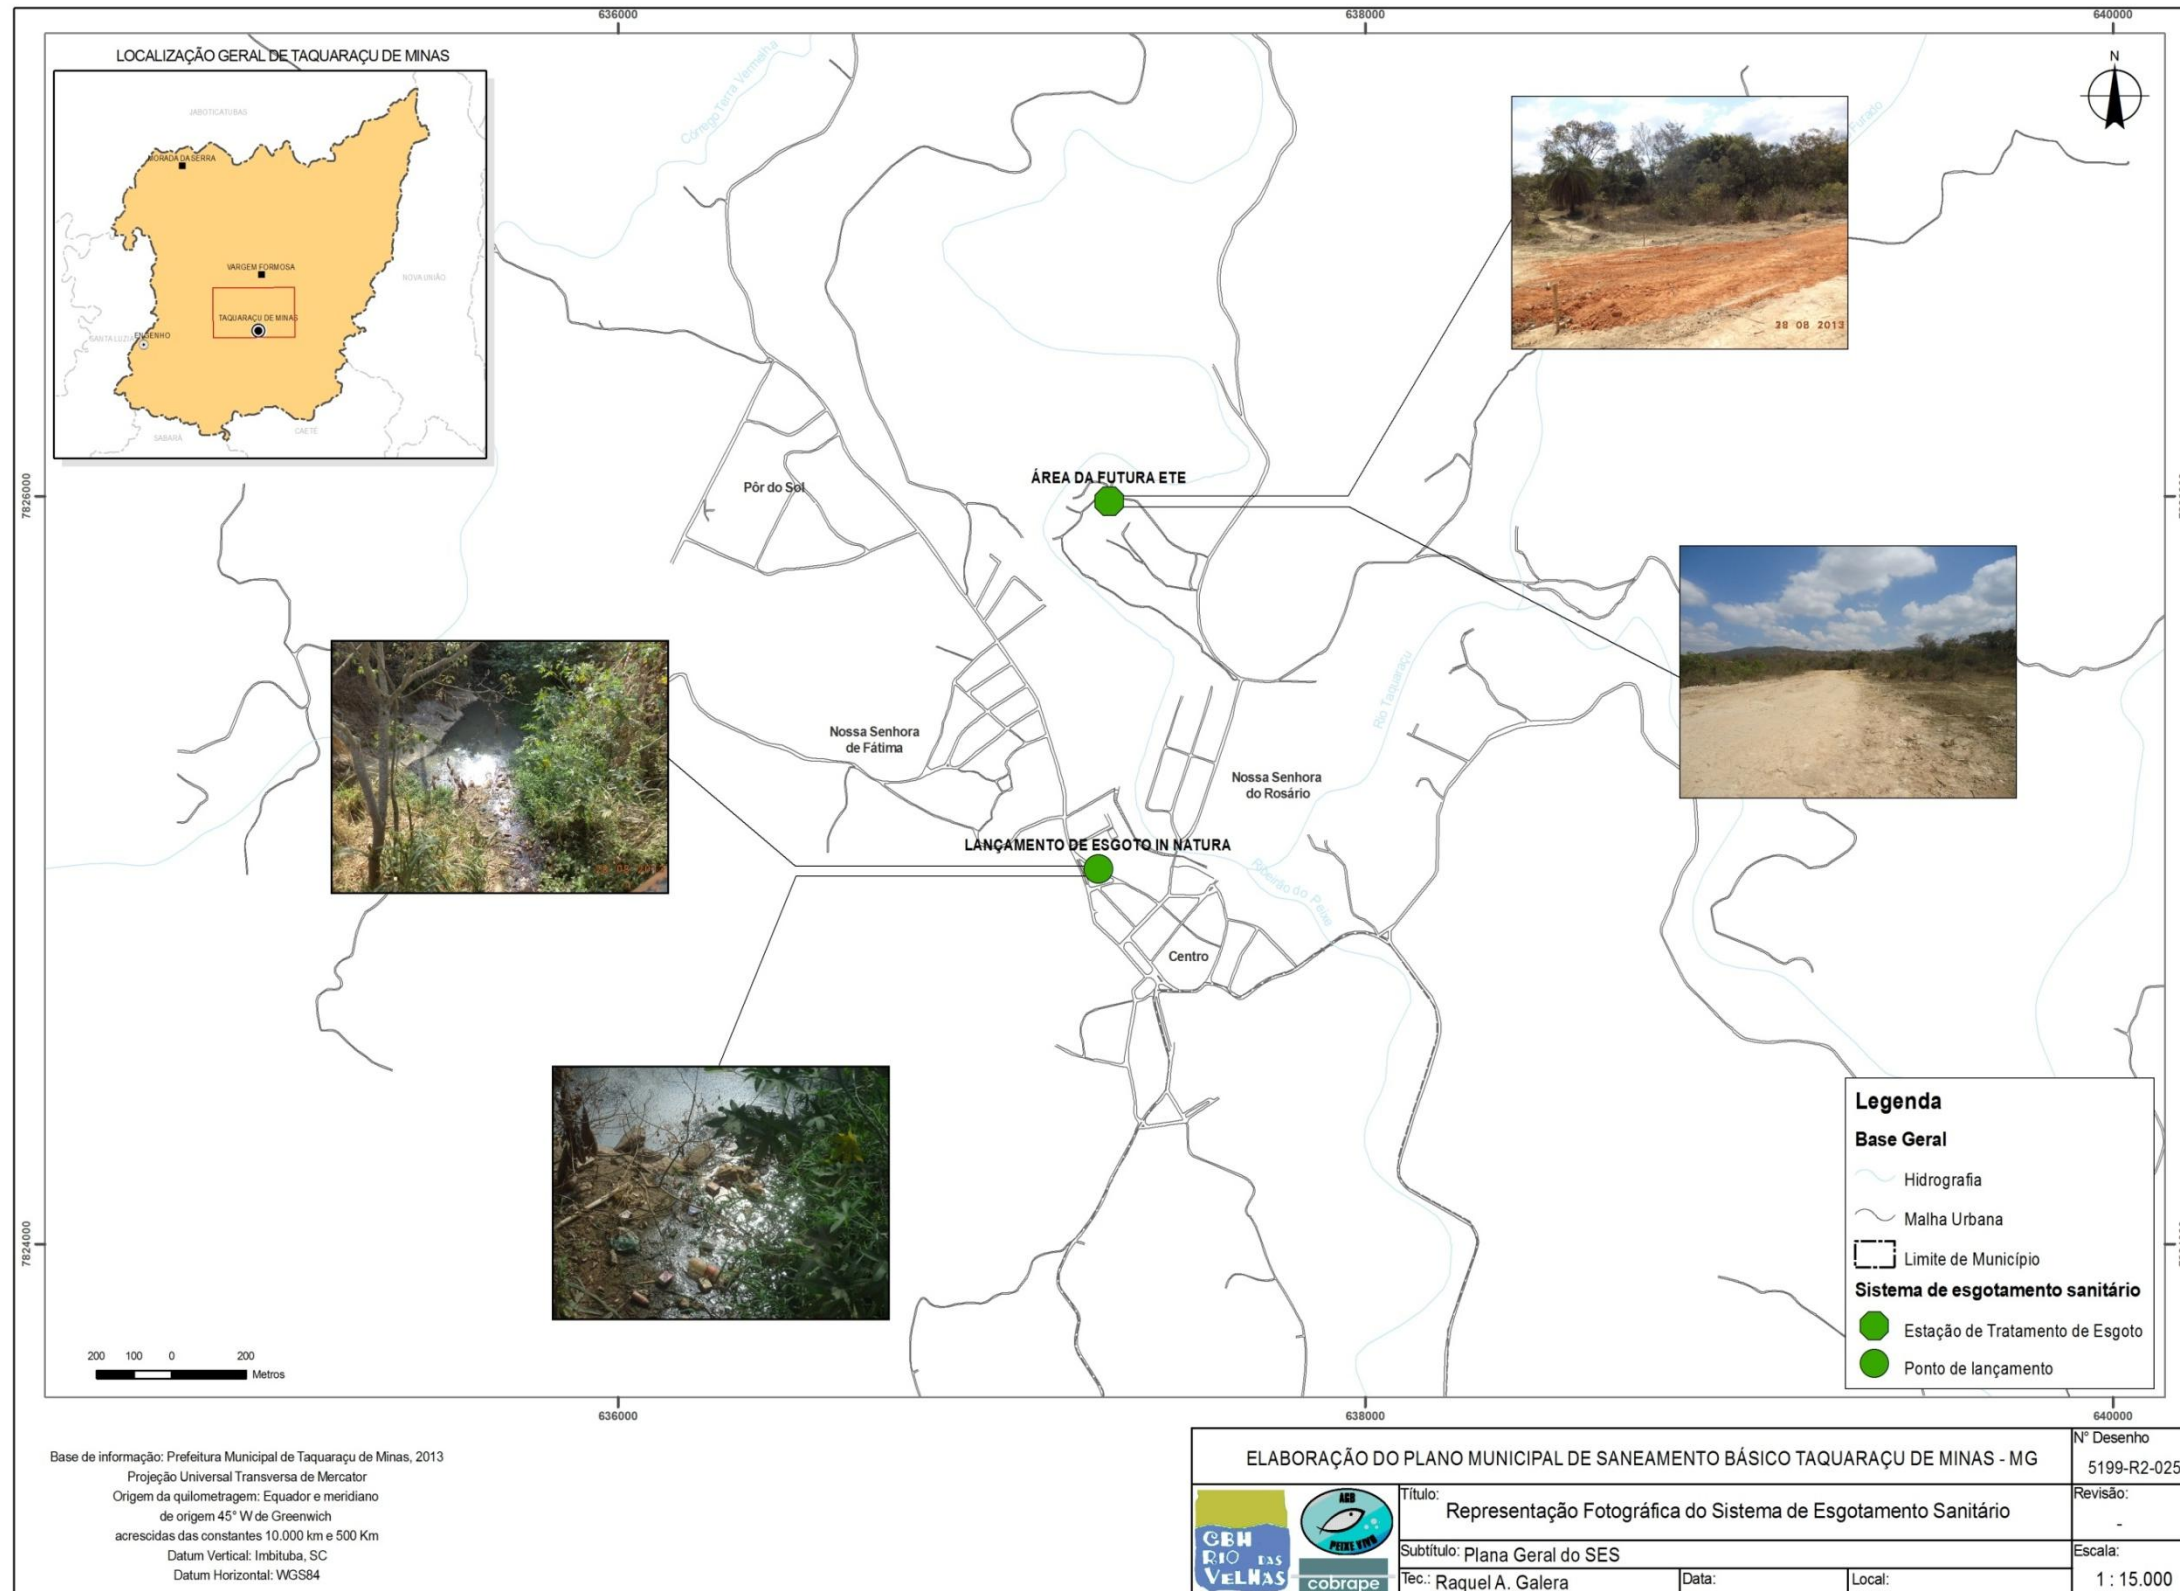 636000
638000
640000
LOCALIZAÇÃO GERAL DE TAQUARAÇU DE MINAS
JABOTICATUBAS
MORADA DA SERRA
VARGEM FORMOSA
NOVA UNIÃO
TAQUARAÇU DE MINAS
ENGENHO
SANTA LUZIA
SABARÁ
CAETÉ
Córrego Terra Vermelha
N
Furado
28 08 2013
7826000
Pôr do Sol
ÁREA DA FUTURA ETE
Rio Taquaraçu
Nossa Senhora
de Fátima
Nossa Senhora
do Rosário
LANÇAMENTO DE ESGOTO IN NATURA
Ribeirão do Peixe
Centro
7824000
Legenda
Base Geral
Hidrografia
Malha Urbana
Limite de Município
Sistema de esgotamento sanitário
Estação de Tratamento de Esgoto
Ponto de lançamento
200 100 0 200
Metros
636000
638000
640000
Base de informação: Prefeitura Municipal de Taquaraçu de Minas, 2013
Projeção Universal Transversa de Mercator
Origem da quilometragem: Equador e meridiano
de origem 45° W de Greenwich
acrescidas das constantes 10.000 km e 500 Km
Datum Vertical: Imbituba, SC
Datum Horizontal: WGS84
ELABORAÇÃO DO PLANO MUNICIPAL DE SANEAMENTO BÁSICO TAQUARAÇU DE MINAS - MG
N° Desenho
5199-R2-025
CBH
RIO DAS
VELHAS
AGB
PEIXE VIVO
cobrape
Título:
Representação Fotográfica do Sistema de Esgotamento Sanitário
Revisão:
-
Subtítulo: Plana Geral do SES
Escala:
1 : 15.000
Tec.: Raquel A. Galera
Data:
Local: